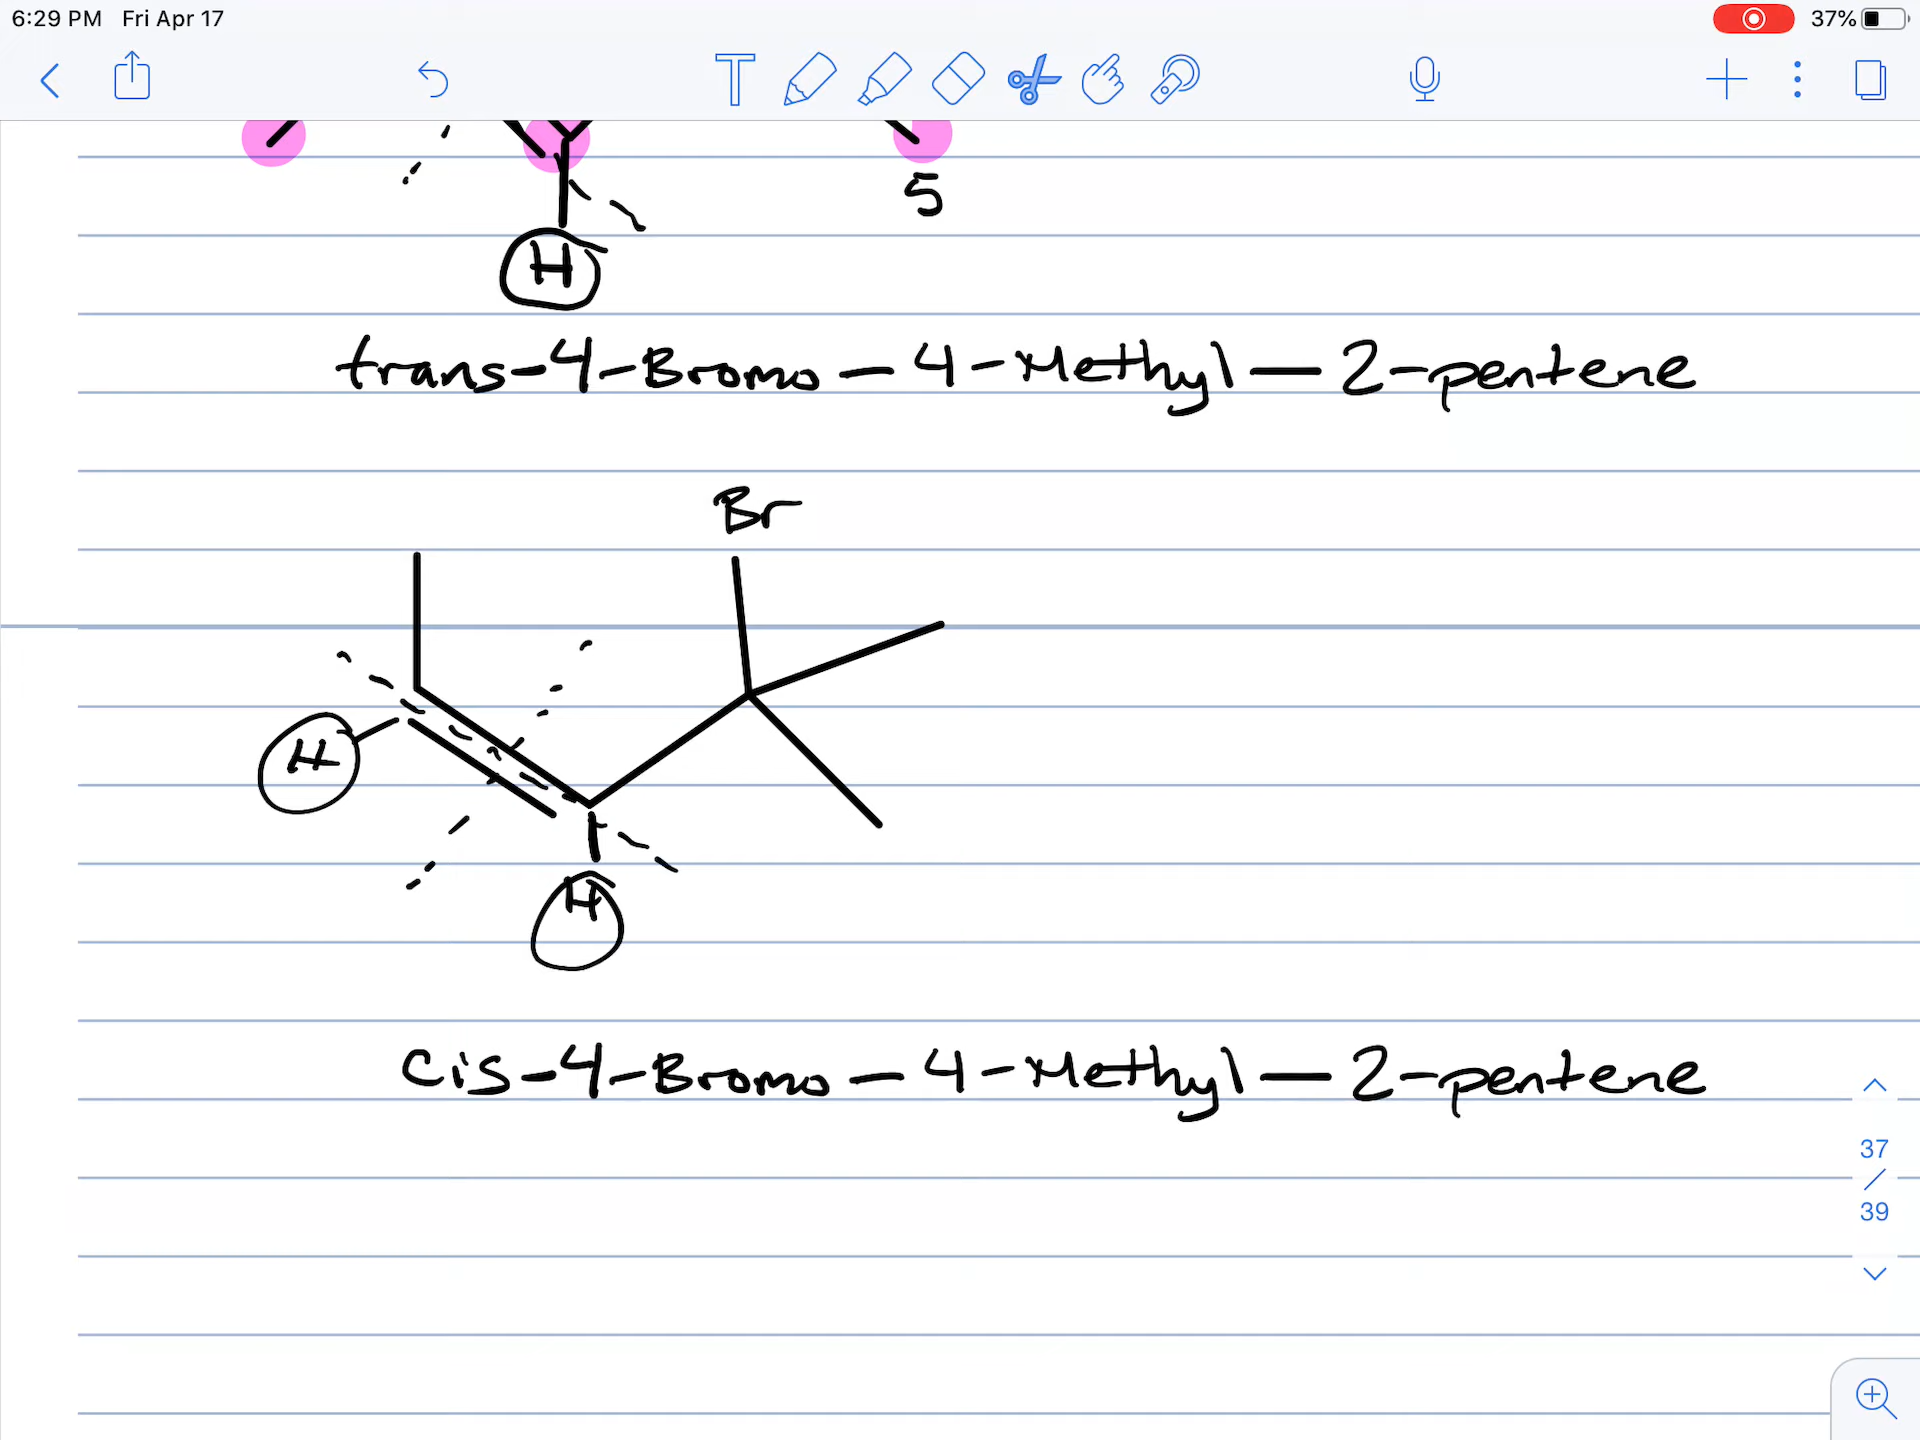 6:29 PM Fri Apr 17 37%
T
5
H
trans-4-Bromo-4-Methyl-2-pentene
Br
H
H
cis-4-Bromo-4-Methyl-2-pentene
37
/
39